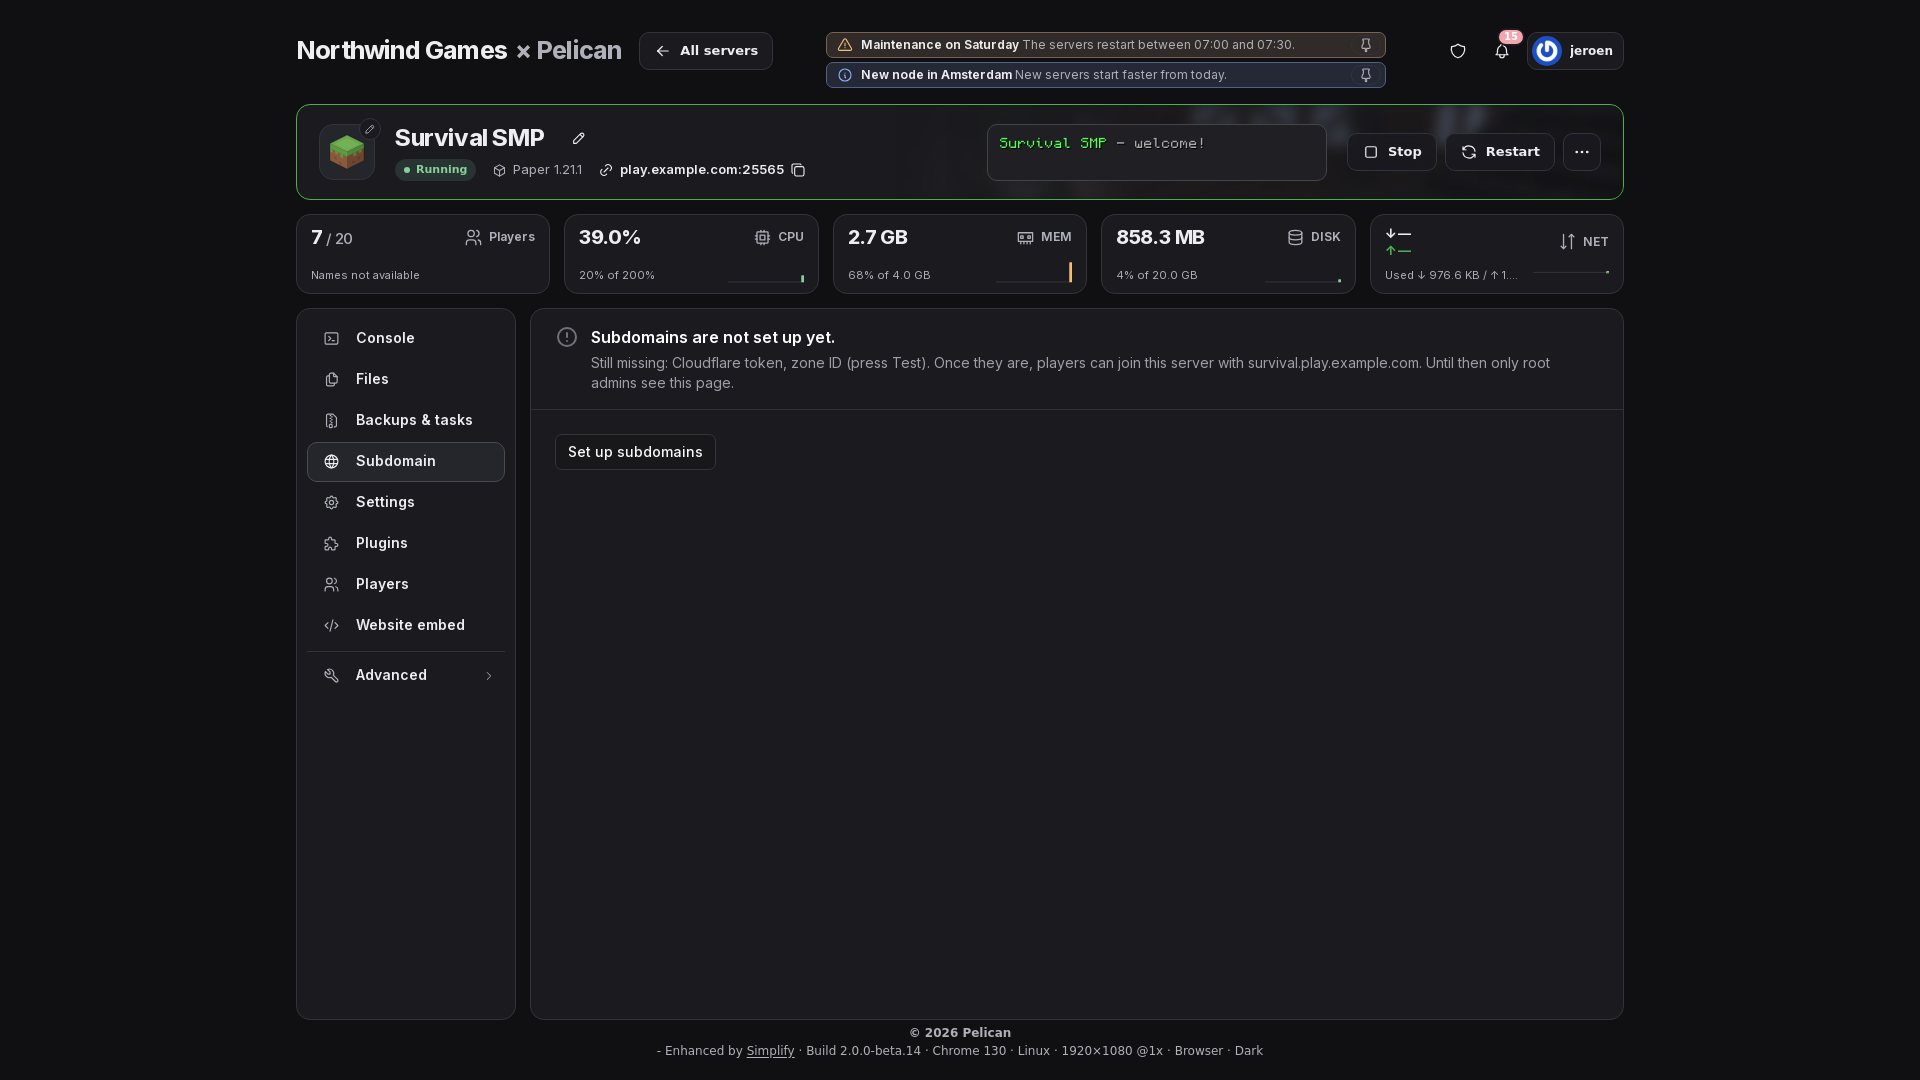 Northwind Games × Pelican
All servers
Maintenance on Saturday The servers restart between 07:00 and 07:30.
New node in Amsterdam New servers start faster from today.
15
jeroen
Survival SMP
Running
Paper 1.21.1
play.example.com:25565
Survival SMP – welcome!
Stop
Restart
7 / 20
Players
Names not available
39.0%
CPU
20% of 200%
2.7 GB
MEM
68% of 4.0 GB
858.3 MB
DISK
4% of 20.0 GB
↓—
↑—
NET
Used ↓ 976.6 KB / ↑ 1....
Console
Files
Backups & tasks
Subdomain
Settings
Plugins
Players
Website embed
Advanced
Subdomains are not set up yet.
Still missing: Cloudflare token, zone ID (press Test). Once they are, players can join this server with survival.play.example.com. Until then only root
admins see this page.
Set up subdomains
© 2026 Pelican
- Enhanced by Simplify · Build 2.0.0-beta.14 · Chrome 130 · Linux · 1920×1080 @1x · Browser · Dark